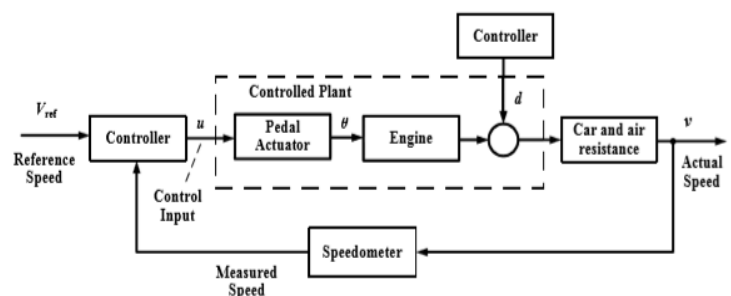 Controller
Controlled Plant
d
V_ref
Reference
Speed
Controller
u
Control
Input
Pedal
Actuator
θ
Engine
Car and air
resistance
v
Actual
Speed
Speedometer
Measured
Speed